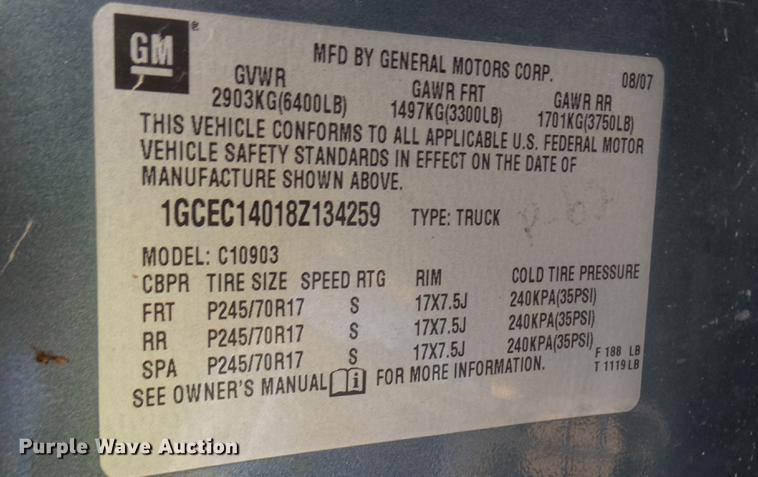 GM ®
MFD BY GENERAL MOTORS CORP. 08/07
GVWR GAWR FRT GAWR RR
2903KG(6400LB) 1497KG(3300LB) 1701KG(3750LB)
THIS VEHICLE CONFORMS TO ALL APPLICABLE U.S. FEDERAL MOTOR
VEHICLE SAFETY STANDARDS IN EFFECT ON THE DATE OF
MANUFACTURE SHOWN ABOVE.
1GCEC14018Z134259 TYPE: TRUCK
MODEL: C10903
CBPR TIRE SIZE SPEED RTG RIM COLD TIRE PRESSURE
FRT P245/70R17 S 17X7.5J 240KPA(35PSI)
RR P245/70R17 S 17X7.5J 240KPA(35PSI)
SPA P245/70R17 S 17X7.5J 240KPA(35PSI)
F 188 LB
T 1119 LB
SEE OWNER'S MANUAL i FOR MORE INFORMATION.
Purple Wave Auction